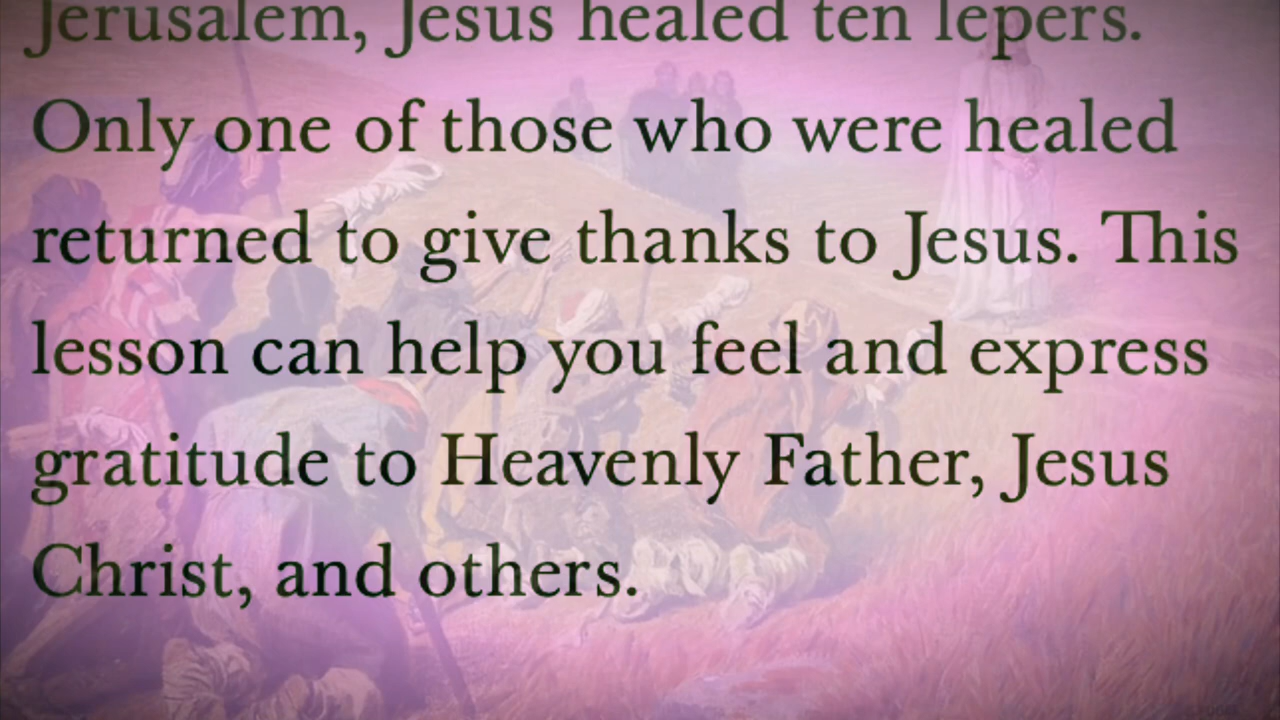 Jerusalem, Jesus healed ten lepers.
Only one of those who were healed
returned to give thanks to Jesus. This
lesson can help you feel and express
gratitude to Heavenly Father, Jesus
Christ, and others.